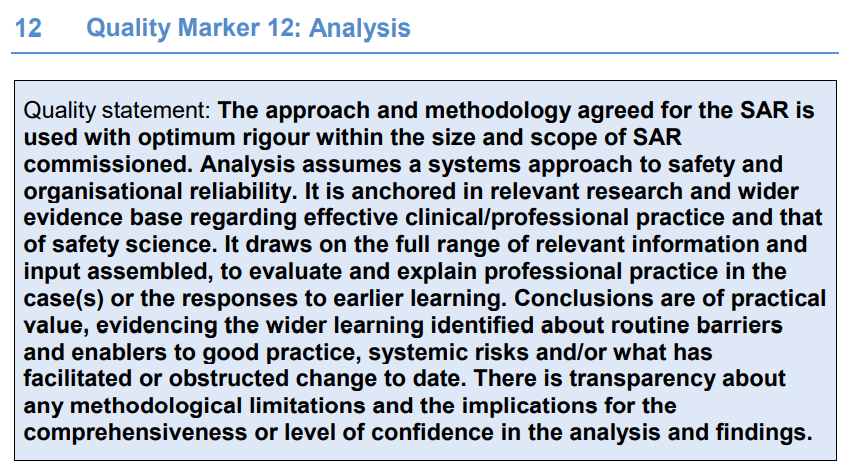 12 Quality Marker 12: Analysis
Quality statement: The approach and methodology agreed for the SAR is
used with optimum rigour within the size and scope of SAR
commissioned. Analysis assumes a systems approach to safety and
organisational reliability. It is anchored in relevant research and wider
evidence base regarding effective clinical/professional practice and that
of safety science. It draws on the full range of relevant information and
input assembled, to evaluate and explain professional practice in the
case(s) or the responses to earlier learning. Conclusions are of practical
value, evidencing the wider learning identified about routine barriers
and enablers to good practice, systemic risks and/or what has
facilitated or obstructed change to date. There is transparency about
any methodological limitations and the implications for the
comprehensiveness or level of confidence in the analysis and findings.